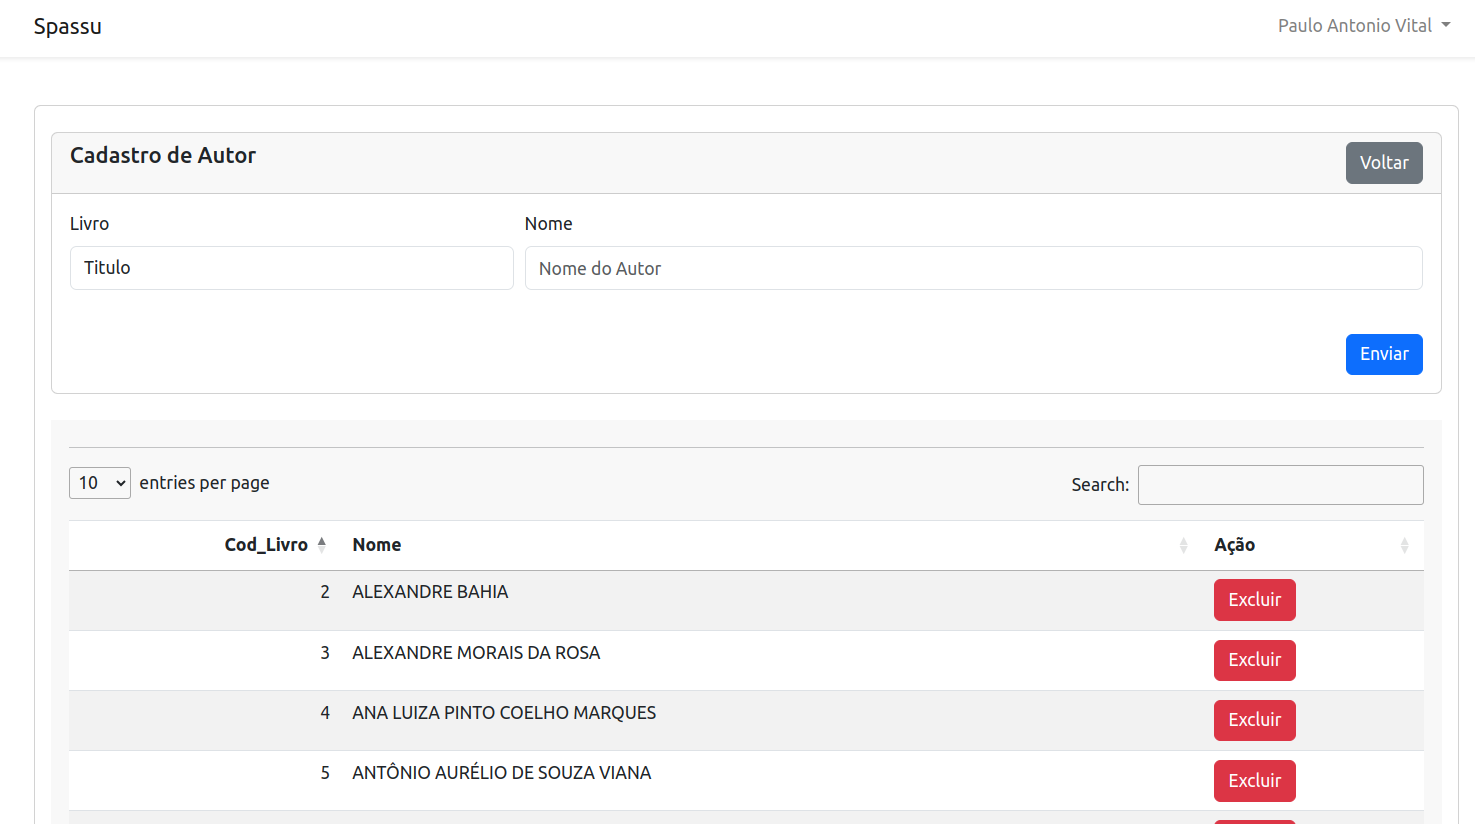 Spassu
Paulo Antonio Vital
Cadastro de Autor
Voltar
Livro
Nome
Titulo
Nome do Autor
Enviar
10 entries per page
Search:
Cod_Livro Nome Ação
2 ALEXANDRE BAHIA Excluir
3 ALEXANDRE MORAIS DA ROSA Excluir
4 ANA LUIZA PINTO COELHO MARQUES Excluir
5 ANTÔNIO AURÉLIO DE SOUZA VIANA Excluir